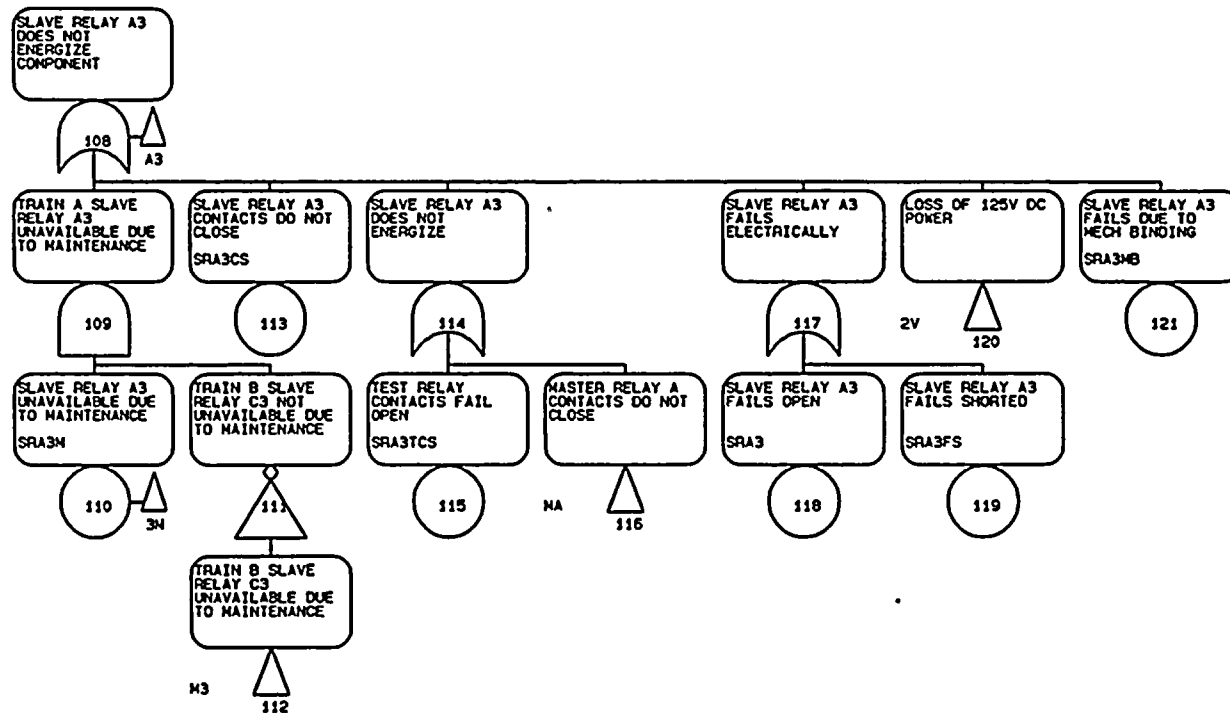 SLAVE RELAY A3
DOES NOT
ENERGIZE
COMPONENT
108
A3
TRAIN A SLAVE
RELAY A3
UNAVAILABLE DUE
TO MAINTENANCE
109
SLAVE RELAY A3
CONTACTS DO NOT
CLOSE
SRA3CS
113
SLAVE RELAY A3
DOES NOT
ENERGIZE
114
SLAVE RELAY A3
FAILS
ELECTRICALLY
117
LOSS OF 125V DC
POWER
2V
120
SLAVE RELAY A3
FAILS DUE TO
MECH BINDING
SRA3MB
121
SLAVE RELAY A3
UNAVAILABLE DUE
TO MAINTENANCE
SRA3M
110
3M
TRAIN B SLAVE
RELAY C3 NOT
UNAVAILABLE DUE
TO MAINTENANCE
111
TEST RELAY
CONTACTS FAIL
OPEN
SRA3TCS
115
MASTER RELAY A
CONTACTS DO NOT
CLOSE
MA
116
SLAVE RELAY A3
FAILS OPEN
SRA3
118
SLAVE RELAY A3
FAILS SHORTED
SRA3FS
119
TRAIN B SLAVE
RELAY C3
UNAVAILABLE DUE
TO MAINTENANCE
M3
112